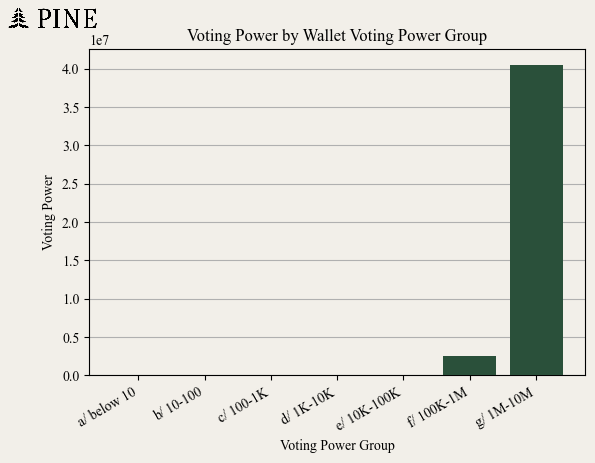 PINE
Voting Power by Wallet Voting Power Group
1e7
4.0
3.5
3.0
2.5
2.0
1.5
1.0
0.5
0.0
Voting Power
a/ below 10
b/ 10-100
c/ 100-1K
d/ 1K-10K
e/ 10K-100K
f/ 100K-1M
g/ 1M-10M
Voting Power Group